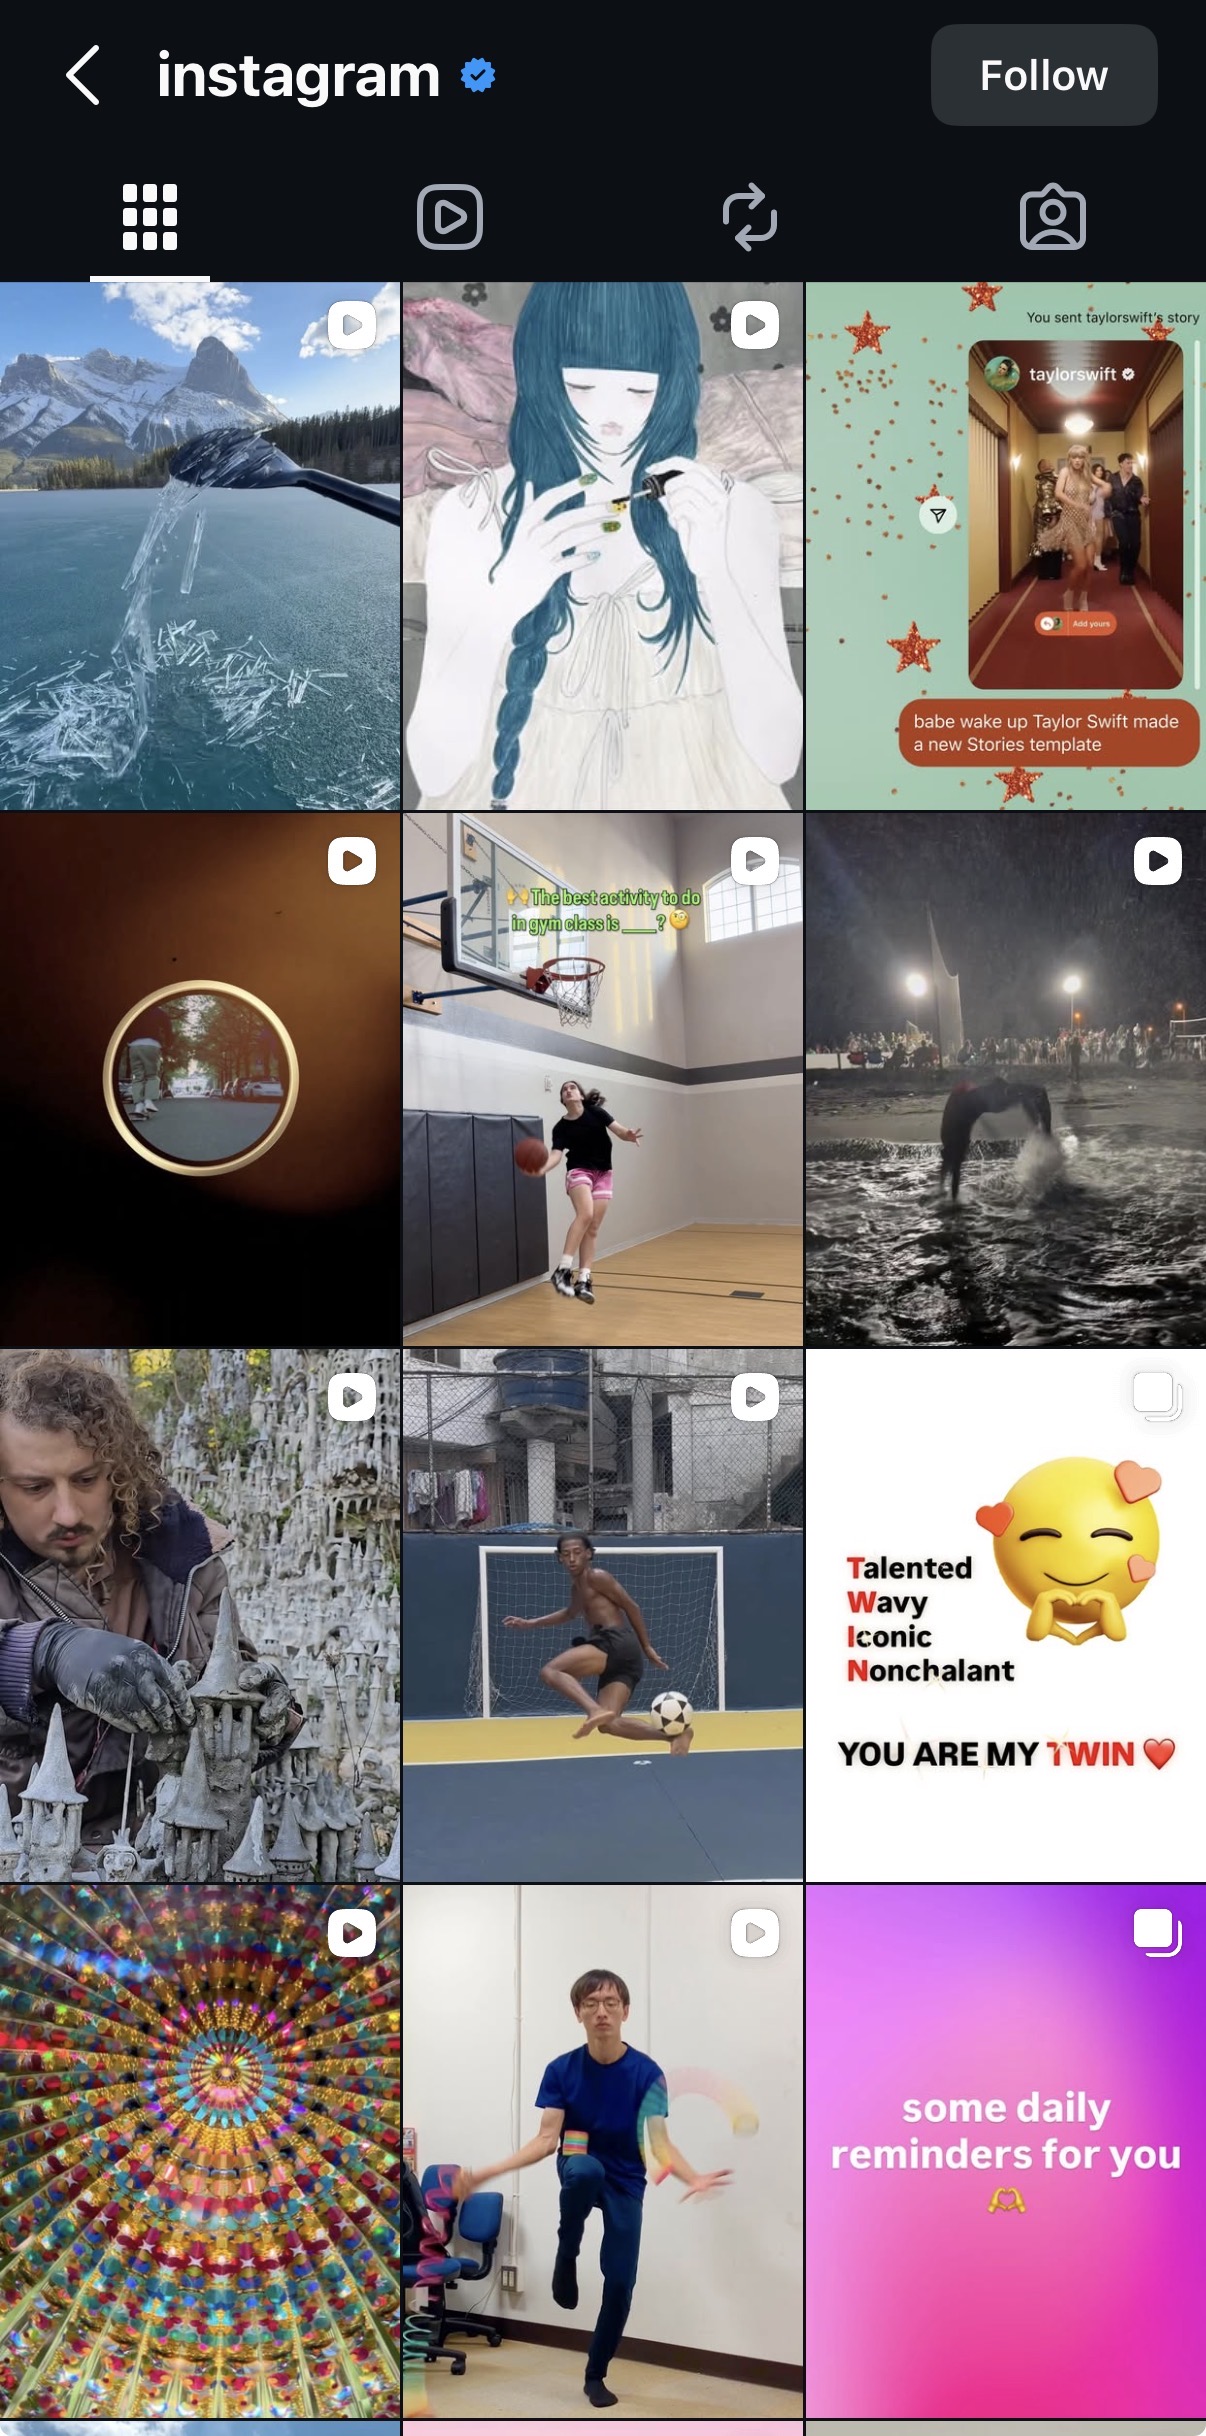 instagram
Follow
You sent taylorswift's story
taylorswift
Add yours
babe wake up Taylor Swift made
a new Stories template
🙌The best activity to do
in gym class is ____?🧐
Talented
Wavy
Iconic
Nonchalant
YOU ARE MY TWIN ❤️
some daily
reminders for you
🫶